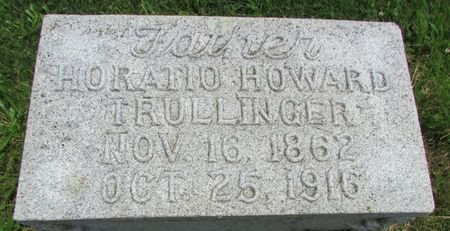 Father
HORATIO HOWARD
TRULLINGER
NOV. 16, 1862
OCT. 25, 1916